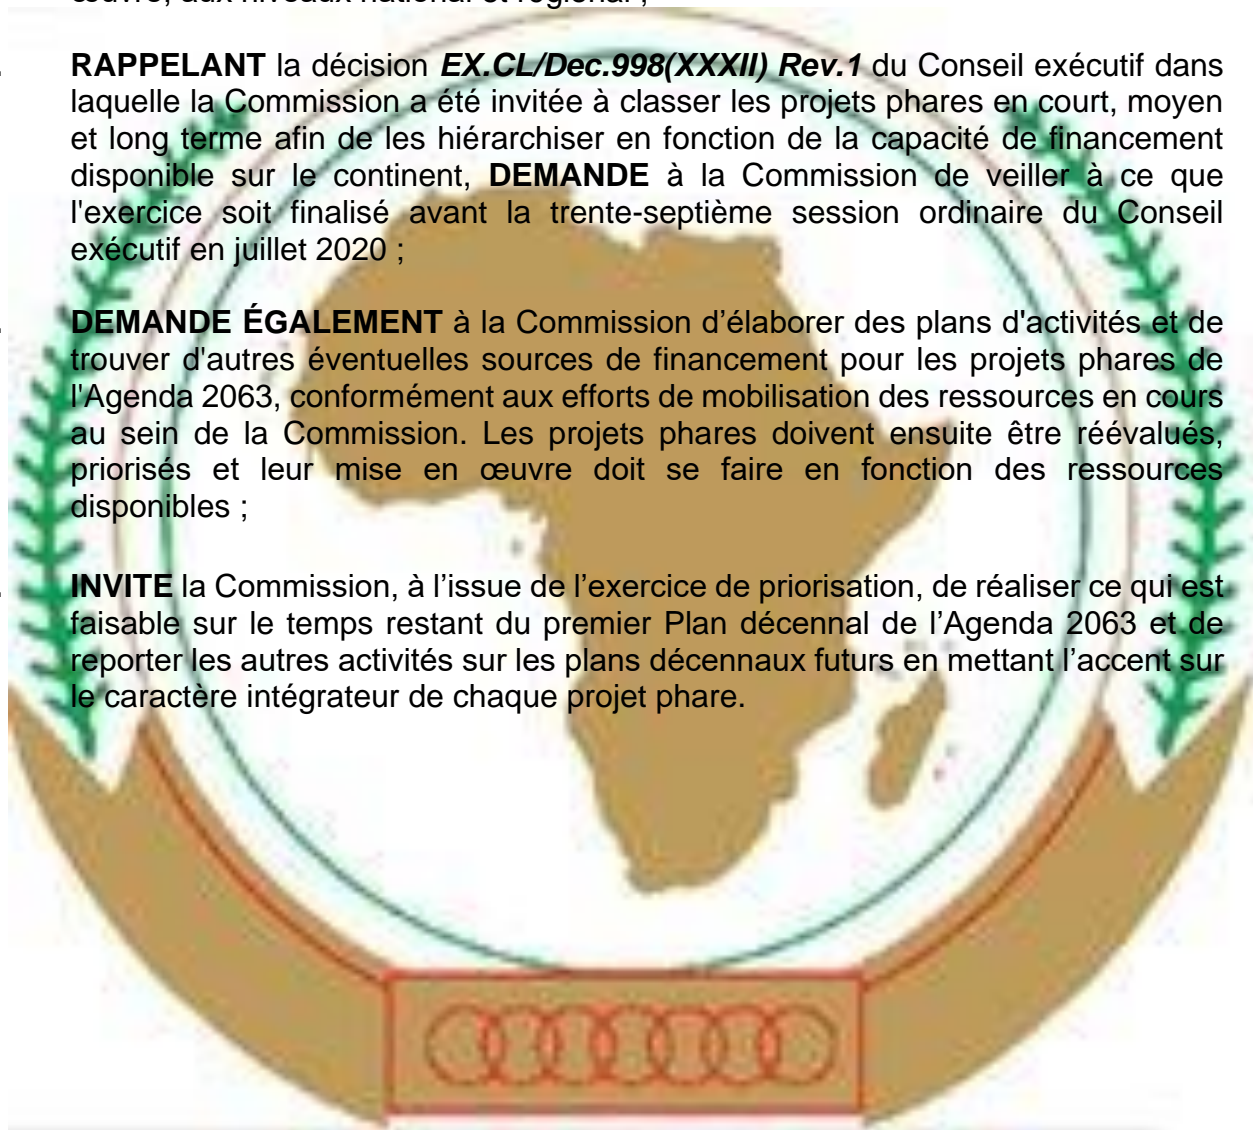 œuvre, aux niveaux national et régional ;
. RAPPELANT la décision EX.CL/Dec.998(XXXII) Rev.1 du Conseil exécutif dans
laquelle la Commission a été invitée à classer les projets phares en court, moyen
et long terme afin de les hiérarchiser en fonction de la capacité de financement
disponible sur le continent, DEMANDE à la Commission de veiller à ce que
l'exercice soit finalisé avant la trente-septième session ordinaire du Conseil
exécutif en juillet 2020 ;
. DEMANDE ÉGALEMENT à la Commission d’élaborer des plans d'activités et de
trouver d'autres éventuelles sources de financement pour les projets phares de
l'Agenda 2063, conformément aux efforts de mobilisation des ressources en cours
au sein de la Commission. Les projets phares doivent ensuite être réévalués,
priorisés et leur mise en œuvre doit se faire en fonction des ressources
disponibles ;
. INVITE la Commission, à l’issue de l’exercice de priorisation, de réaliser ce qui est
faisable sur le temps restant du premier Plan décennal de l’Agenda 2063 et de
reporter les autres activités sur les plans décennaux futurs en mettant l’accent sur
le caractère intégrateur de chaque projet phare.